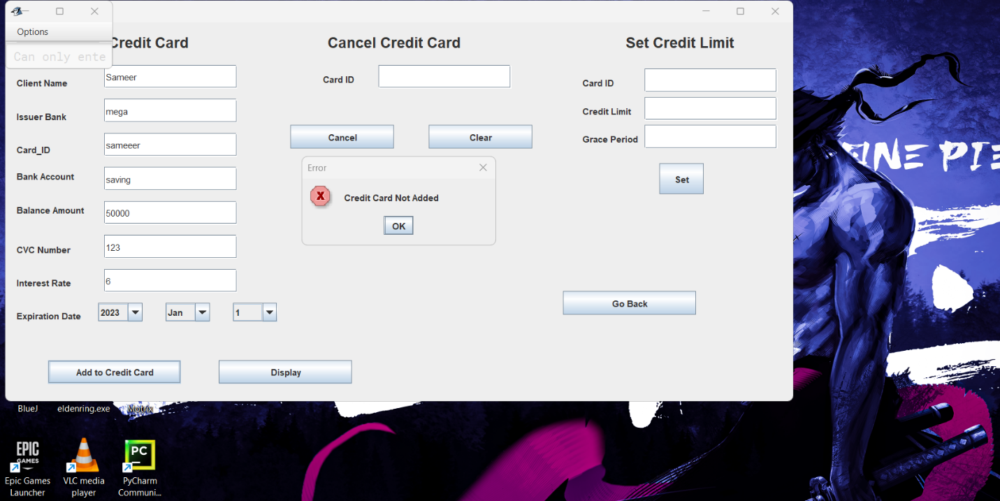 Options
Can only ente
Credit Card
Client Name
Sameer
Issuer Bank
mega
Card_ID
sameeer
Bank Account
saving
Balance Amount
50000
CVC Number
123
Interest Rate
6
Expiration Date
2023
Jan
1
Add to Credit Card
Display
Cancel Credit Card
Card ID
Cancel
Clear
Error
X
Credit Card Not Added
OK
Set Credit Limit
Card ID
Credit Limit
Grace Period
Set
Go Back
BlueJ
eldenring.exe
Motrix
EPIC
GAMES
Epic Games
Launcher
VLC media
player
PC
PyCharm
Communi...